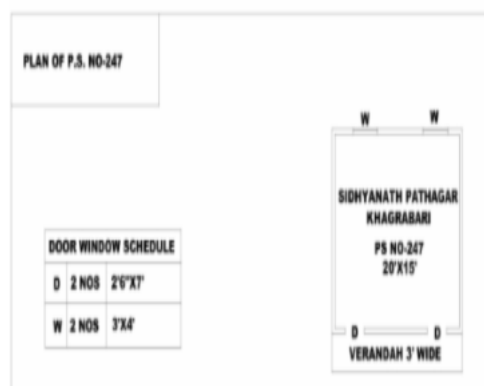 PLAN OF P.S. NO-247
W W
SIDHYANATH PATHAGAR
KHAGRABARI
PS NO-247
20'X15'
D D
VERANDAH 3' WIDE
DOOR WINDOW SCHEDULE
D 2 NOS 2'6"X7'
W 2 NOS 3'X4'